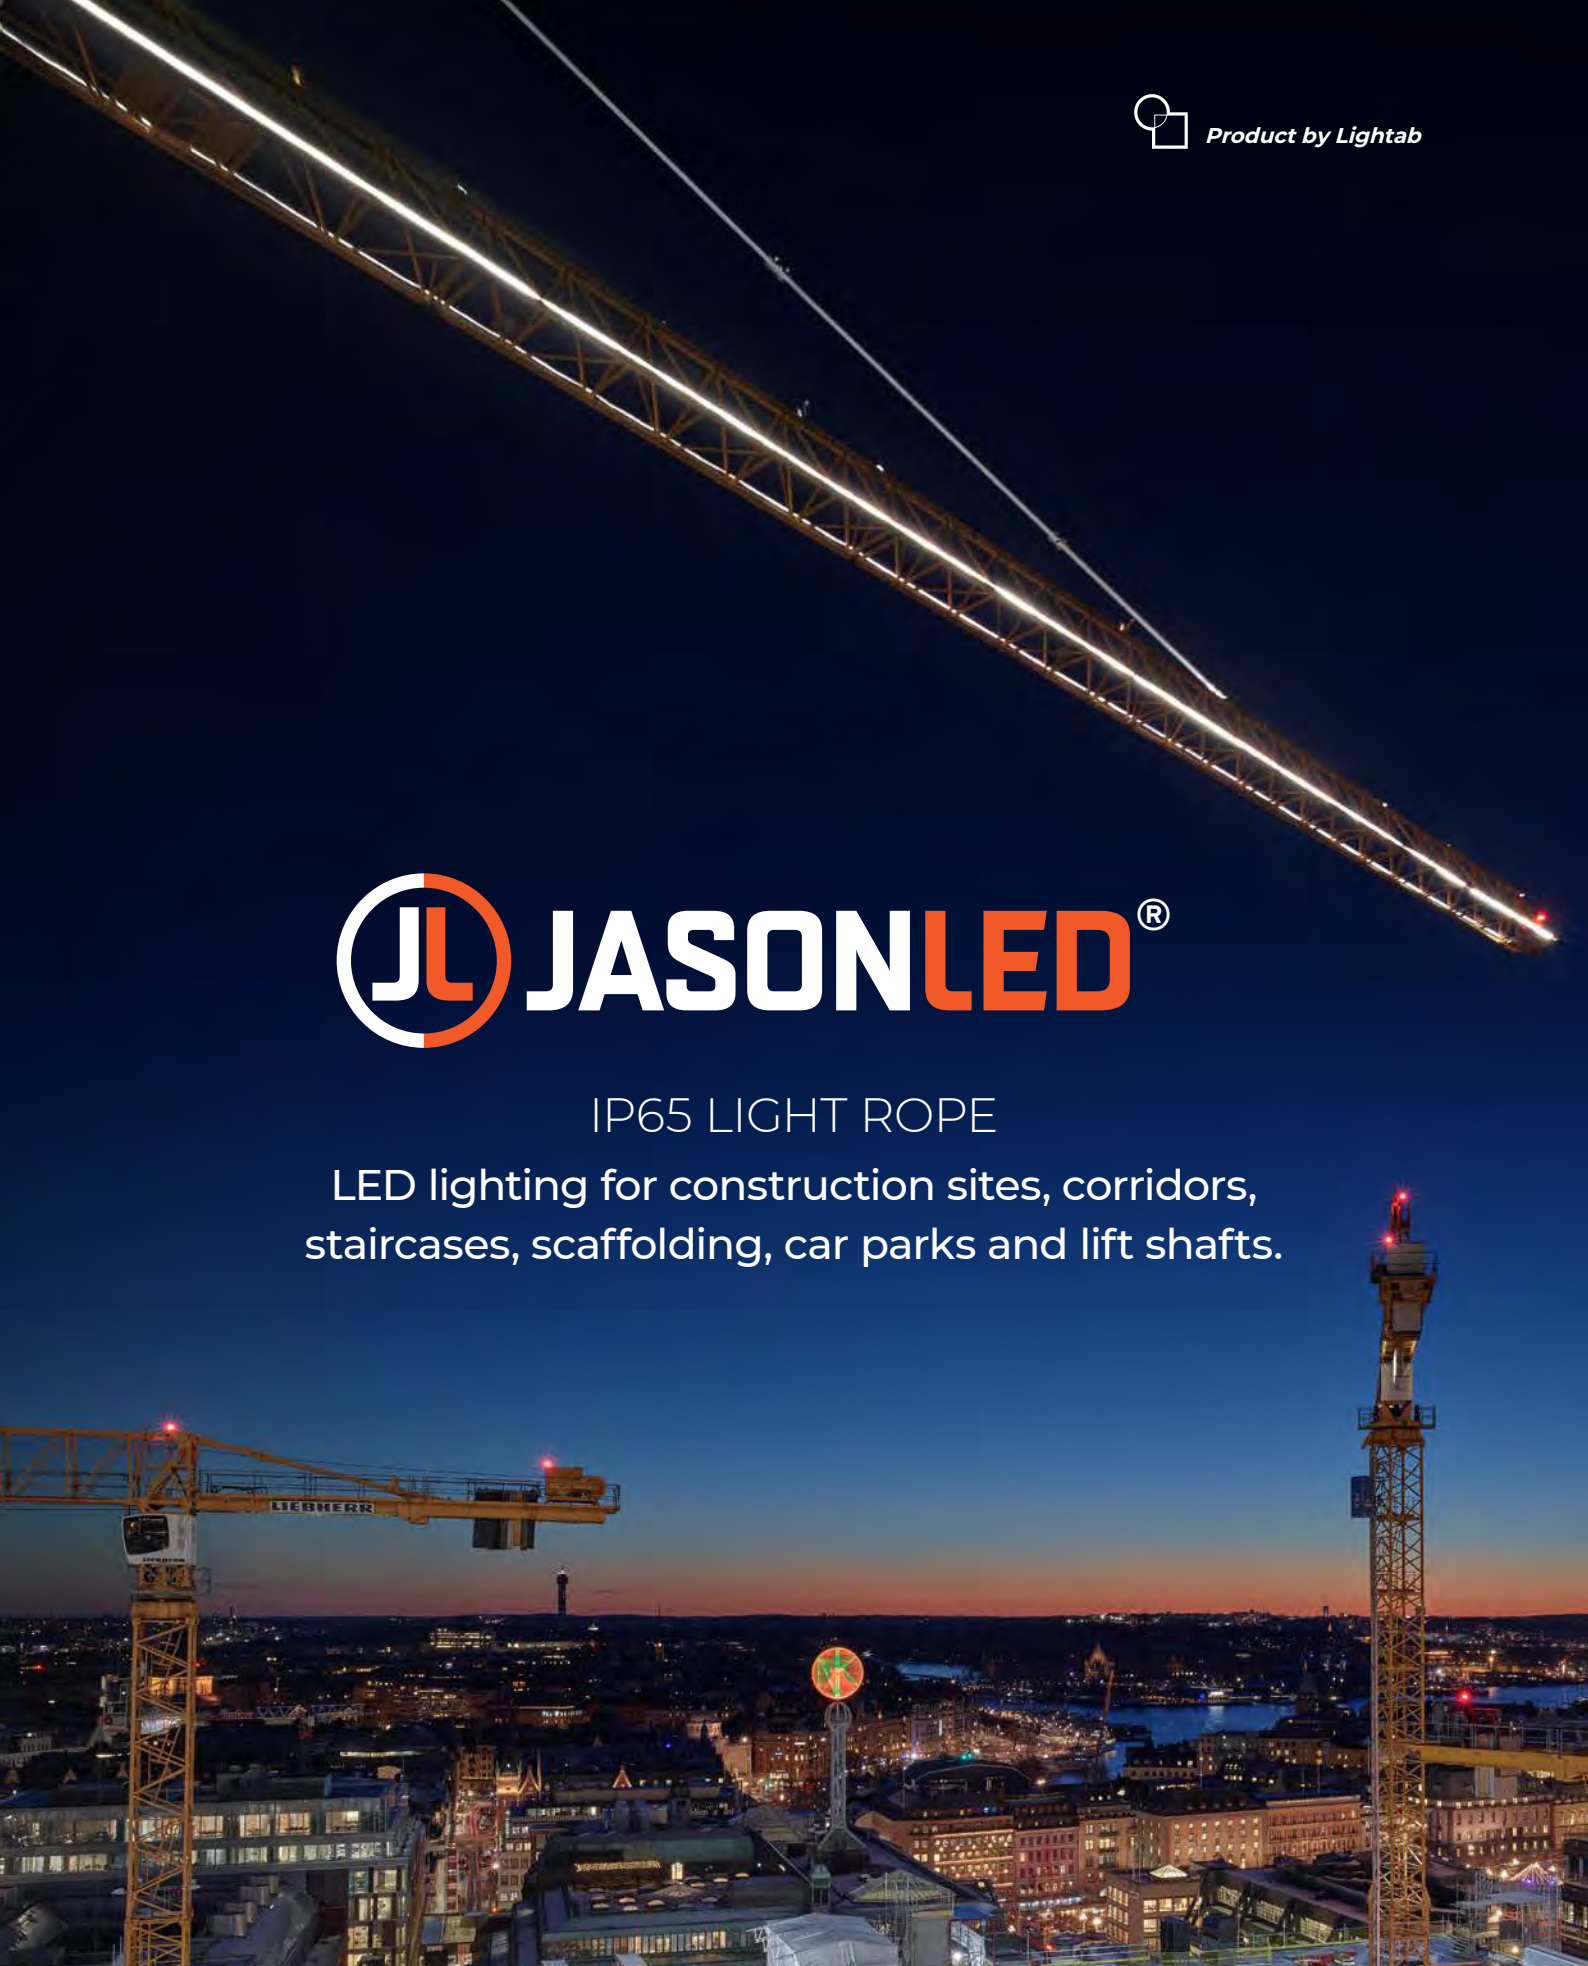 Product by Lightab
JL JASONLED®
IP65 LIGHT ROPE
LED lighting for construction sites, corridors,
staircases, scaffolding, car parks and lift shafts.
LIEBHERR
LIEBHERR